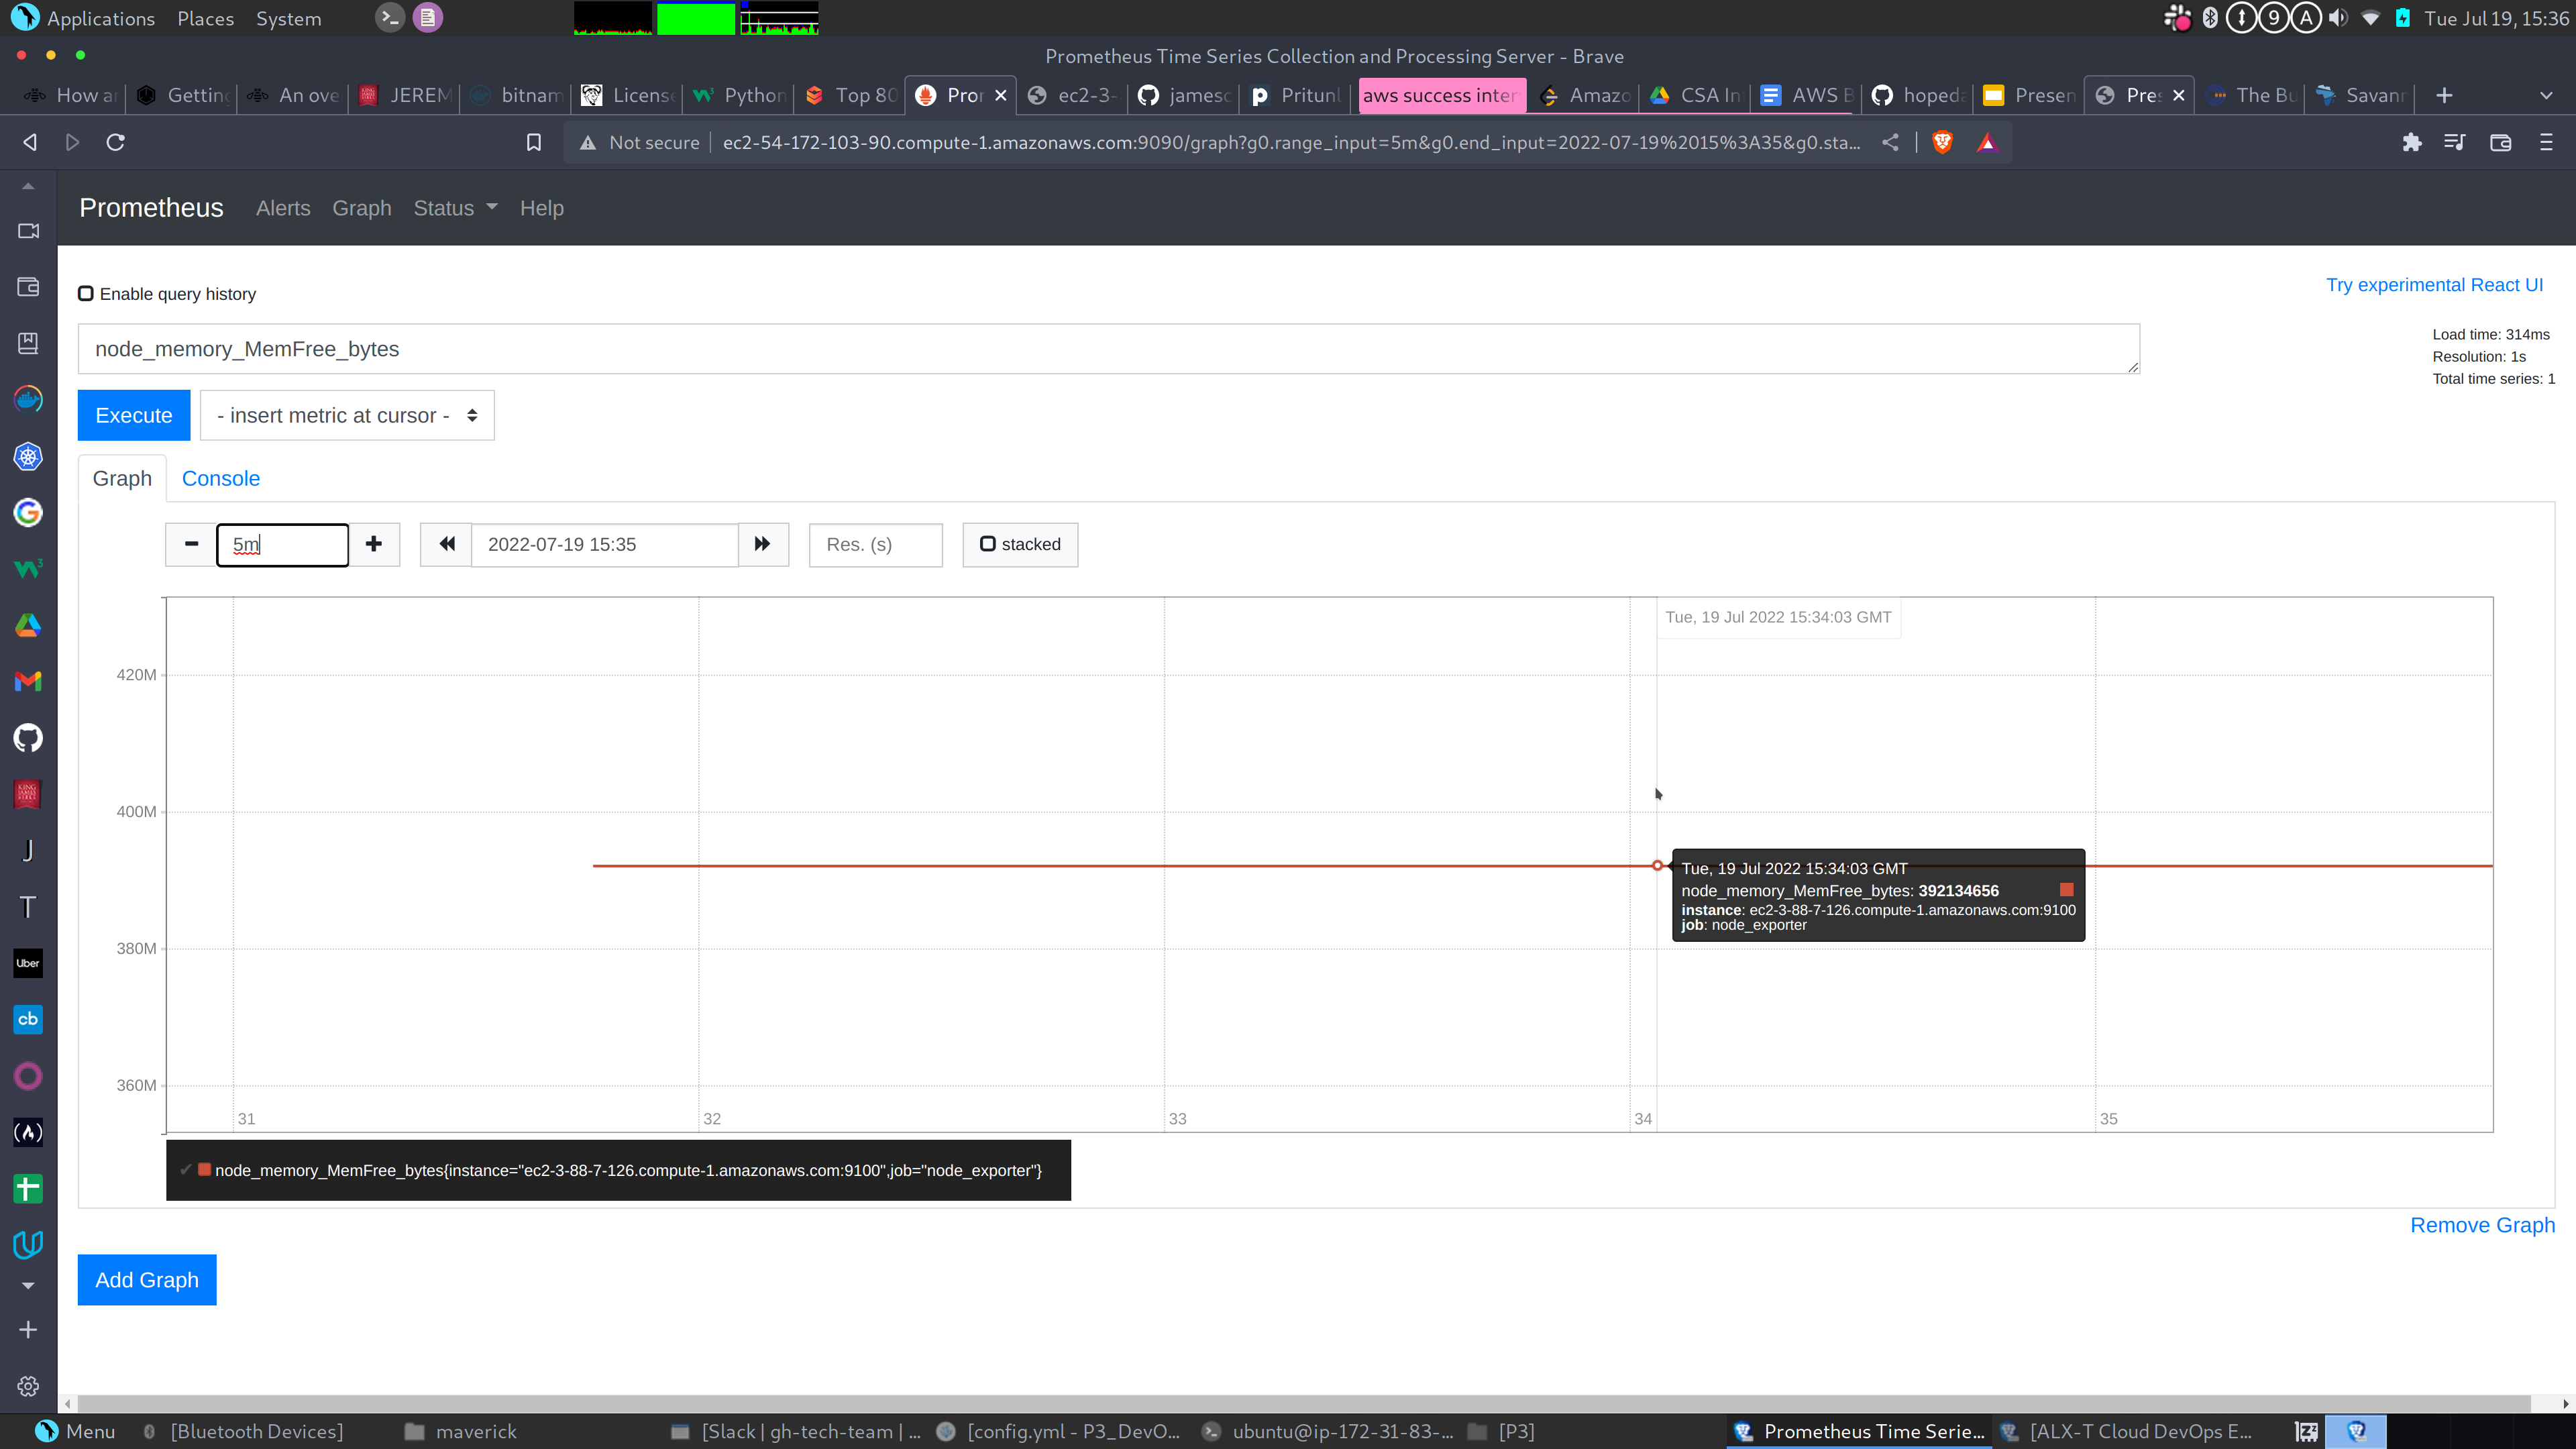 Applications Places System
9 A Tue Jul 19, 15:36
Prometheus Time Series Collection and Processing Server - Brave
How ar Getting An ove JEREM bitnam License Python Top 80 Pro ec2-3- jamesc Pritunl aws success inter Amazo CSA In AWS B hoped Presen Pres The Bu Savann
Not secure ec2-54-172-103-90.compute-1.amazonaws.com:9090/graph?g0.range_input=5m&g0.end_input=2022-07-19%2015%3A35&g0.sta...
Prometheus Alerts Graph Status Help
Enable query history
Try experimental React UI
node_memory_MemFree_bytes
Load time: 314ms
Resolution: 1s
Total time series: 1
Execute - insert metric at cursor -
Graph Console
5m 2022-07-19 15:35 Res. (s) stacked
Tue, 19 Jul 2022 15:34:03 GMT
420M
400M
Tue, 19 Jul 2022 15:34:03 GMT
node_memory_MemFree_bytes: 392134656
instance: ec2-3-88-7-126.compute-1.amazonaws.com:9100
job: node_exporter
380M
360M
31 32 33 34 35
node_memory_MemFree_bytes{instance="ec2-3-88-7-126.compute-1.amazonaws.com:9100",job="node_exporter"}
Remove Graph
Add Graph
KING JAMES BIBLE
J
T
Uber
cb
Menu [Bluetooth Devices] maverick [Slack | gh-tech-team | ... [config.yml - P3_DevO... ubuntu@ip-172-31-83-... [P3] Prometheus Time Serie... [ALX-T Cloud DevOps E...